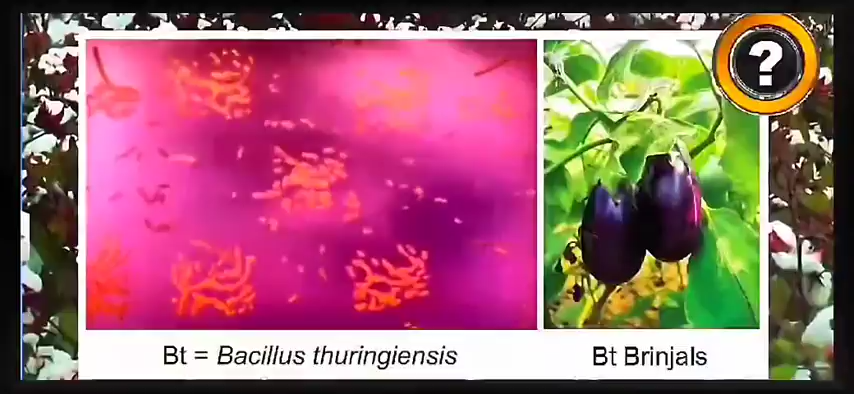 ?
Bt = Bacillus thuringiensis
Bt Brinjals